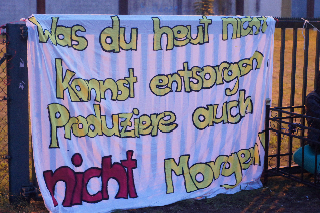 Was du heut nicht
kannst entsorgen
Produziere auch
nicht Morgen!